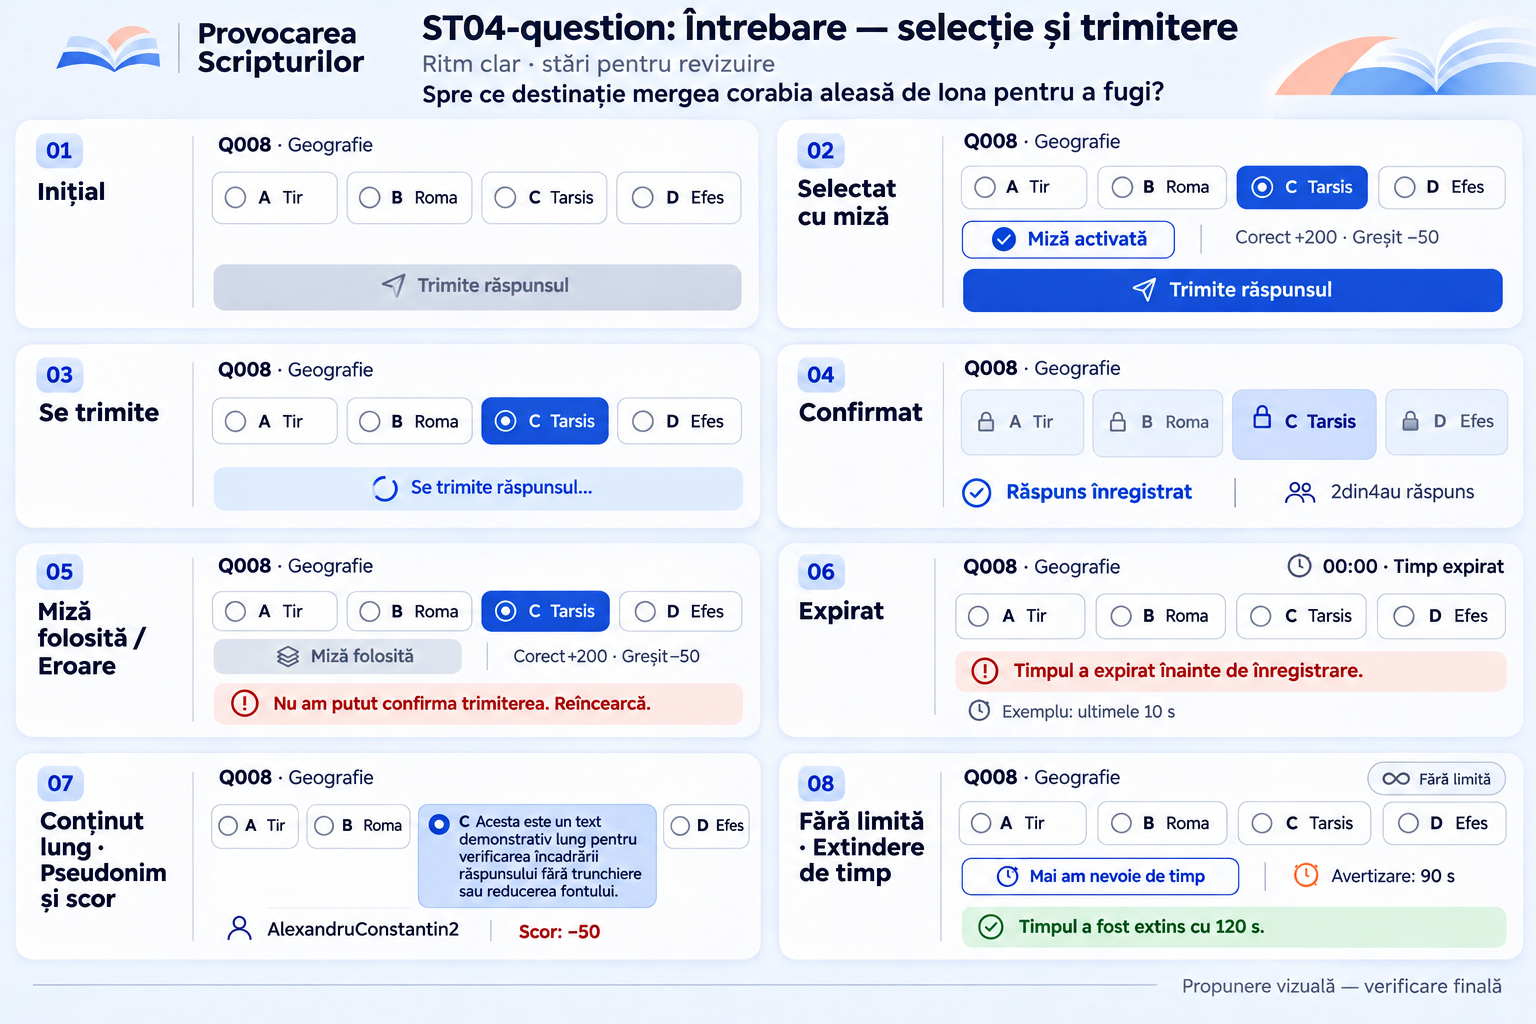 Provocarea
Scripturilor
ST04-question: Întrebare — selecție și trimitere
Ritm clar · stări pentru revizuire
Spre ce destinație mergea corabia aleasă de Iona pentru a fugi?
01
Inițial
Q008 · Geografie
A Tir
B Roma
C Tarsis
D Efes
Trimite răspunsul
02
Selectat
cu miză
Q008 · Geografie
A Tir
B Roma
C Tarsis
D Efes
Miză activată
Corect +200 · Greșit −50
Trimite răspunsul
03
Se trimite
Q008 · Geografie
A Tir
B Roma
C Tarsis
D Efes
Se trimite răspunsul...
04
Confirmat
Q008 · Geografie
A Tir
B Roma
C Tarsis
D Efes
Răspuns înregistrat
2din4au răspuns
05
Miză
folosită /
Eroare
Q008 · Geografie
A Tir
B Roma
C Tarsis
D Efes
Miză folosită
Corect+200 · Greșit−50
Nu am putut confirma trimiterea. Reîncearcă.
06
Expirat
Q008 · Geografie
00:00 · Timp expirat
A Tir
B Roma
C Tarsis
D Efes
Timpul a expirat înainte de înregistrare.
Exemplu: ultimele 10 s
07
Conținut
lung ·
Pseudonim
și scor
Q008 · Geografie
A Tir
B Roma
C Acesta este un text
demonstrativ lung pentru
verificarea încadrării
răspunsului fără trunchiere
sau reducerea fontului.
D Efes
AlexandruConstantin2
Scor: −50
08
Fără limită
· Extindere
de timp
Q008 · Geografie
Fără limită
A Tir
B Roma
C Tarsis
D Efes
Mai am nevoie de timp
Avertizare: 90 s
Timpul a fost extins cu 120 s.
Propunere vizuală — verificare finală